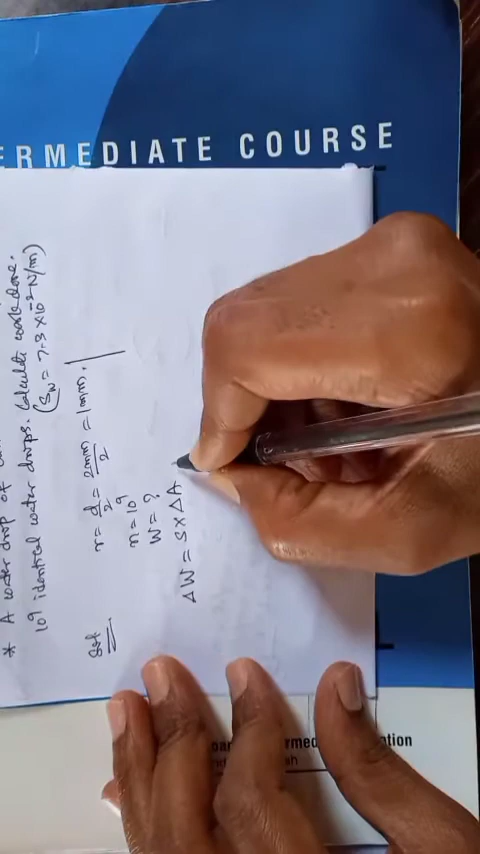 ERMEDIATE COURSE
* A water drop of
10⁹ identical water drops. Calculate work done.
(S_w = 7.3 × 10⁻² N/m)
Sol r = d/2 = 2mm/2 = 1mm.
n = 10⁹
W = ?
ΔW = S × ΔA